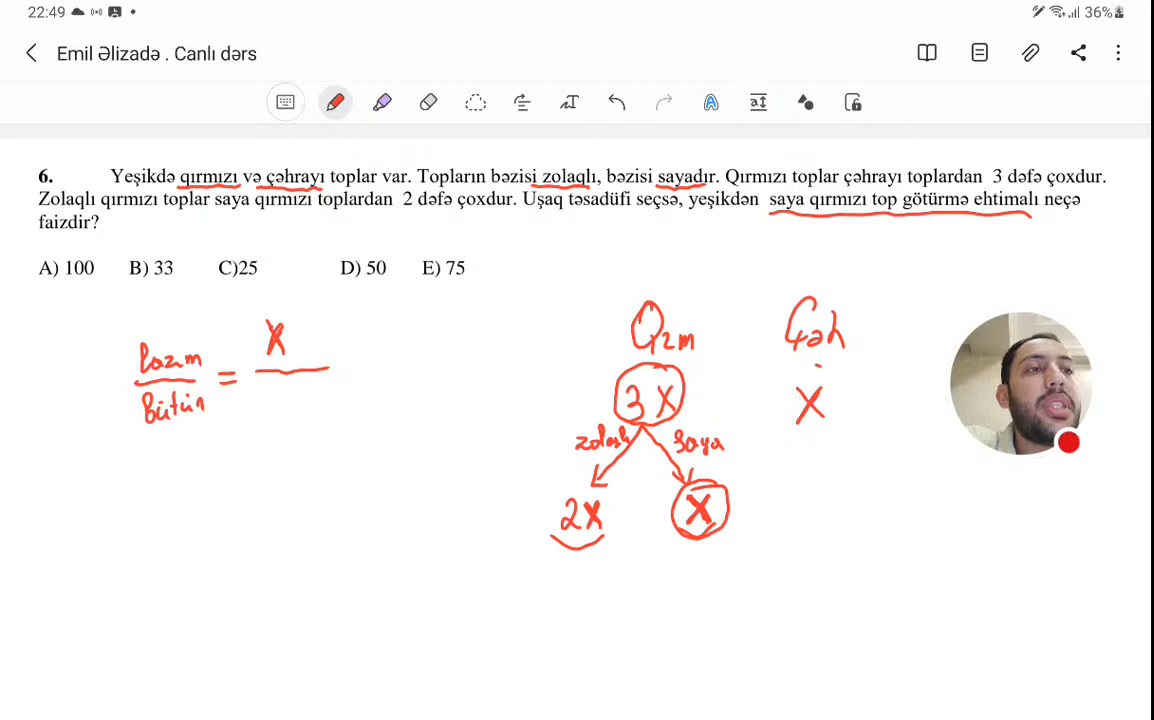 22:49 36%
Emil Əlizadə . Canlı dərs
6. Yeşikdə qırmızı və çəhrayı toplar var. Topların bəzisi zolaqlı, bəzisi sayadır. Qırmızı toplar çəhrayı toplardan 3 dəfə çoxdur.
Zolaqlı qırmızı toplar saya qırmızı toplardan 2 dəfə çoxdur. Uşaq təsadüfi seçsə, yeşikdən saya qırmızı top götürmə ehtimalı neçə
faizdir?
A) 100 B) 33 C)25 D) 50 E) 75
Qızm Çəh
lazım / bütün = X
3X X
zolaqlı saya
2X X